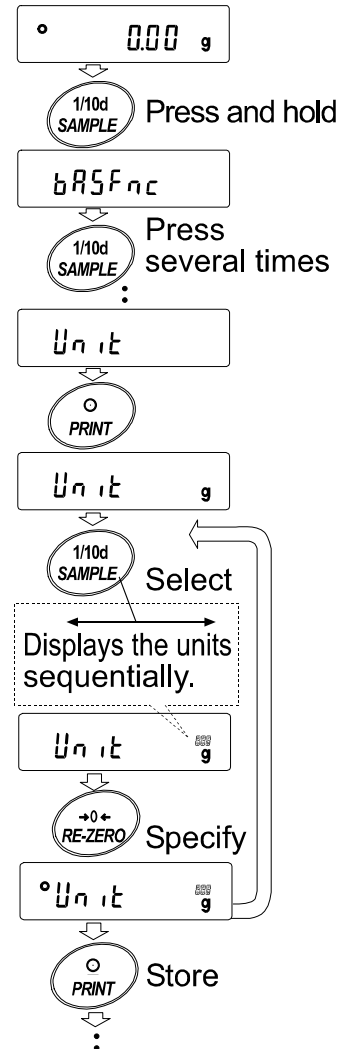 0.00 g
1/10d
SAMPLE
Press and hold
bASFnc
1/10d
SAMPLE
Press
several times
Unit
PRINT
Unit g
1/10d
SAMPLE
Select
Displays the units
sequentially.
Unit g
→0←
RE-ZERO
Specify
Unit g
PRINT
Store